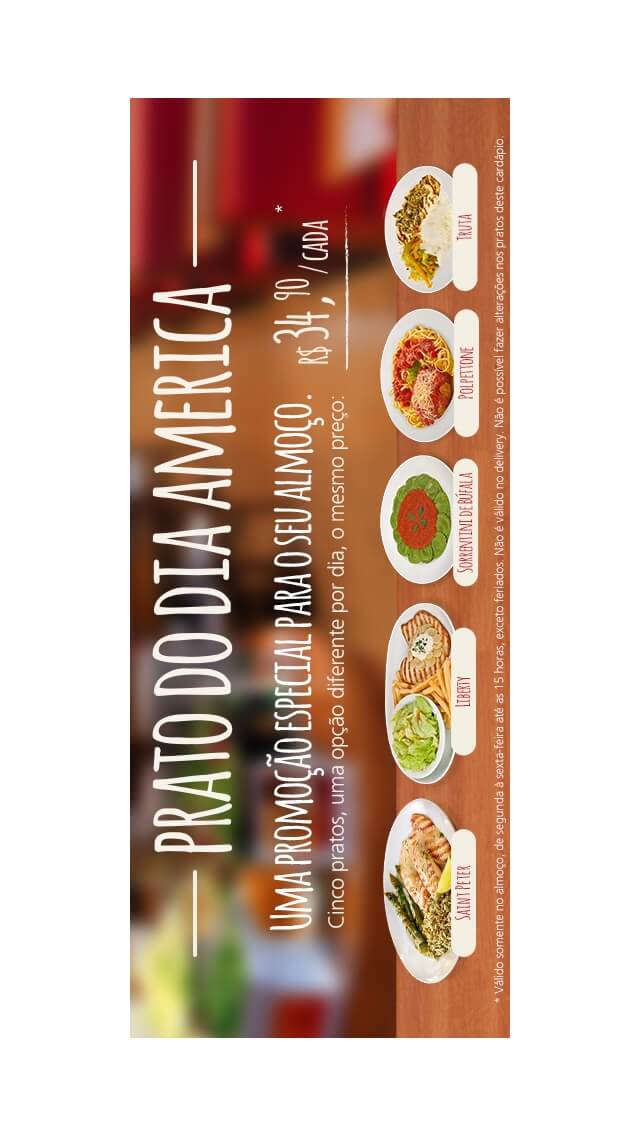 PRATO DO DIA AMERICA
UMA PROMOÇÃO ESPECIAL PARA O SEU ALMOÇO.
R$ 34,90 / CADA *
Cinco pratos, uma opção diferente por dia, o mesmo preço:
SAINT PETER
LIBERTY
SORRENTINI DE BÚFALA
POLPETTONE
TRUTA
* Válido somente no almoço, de segunda à sexta-feira até as 15 horas, exceto feriados. Não é válido no delivery. Não é possível fazer alterações nos pratos deste cardápio.